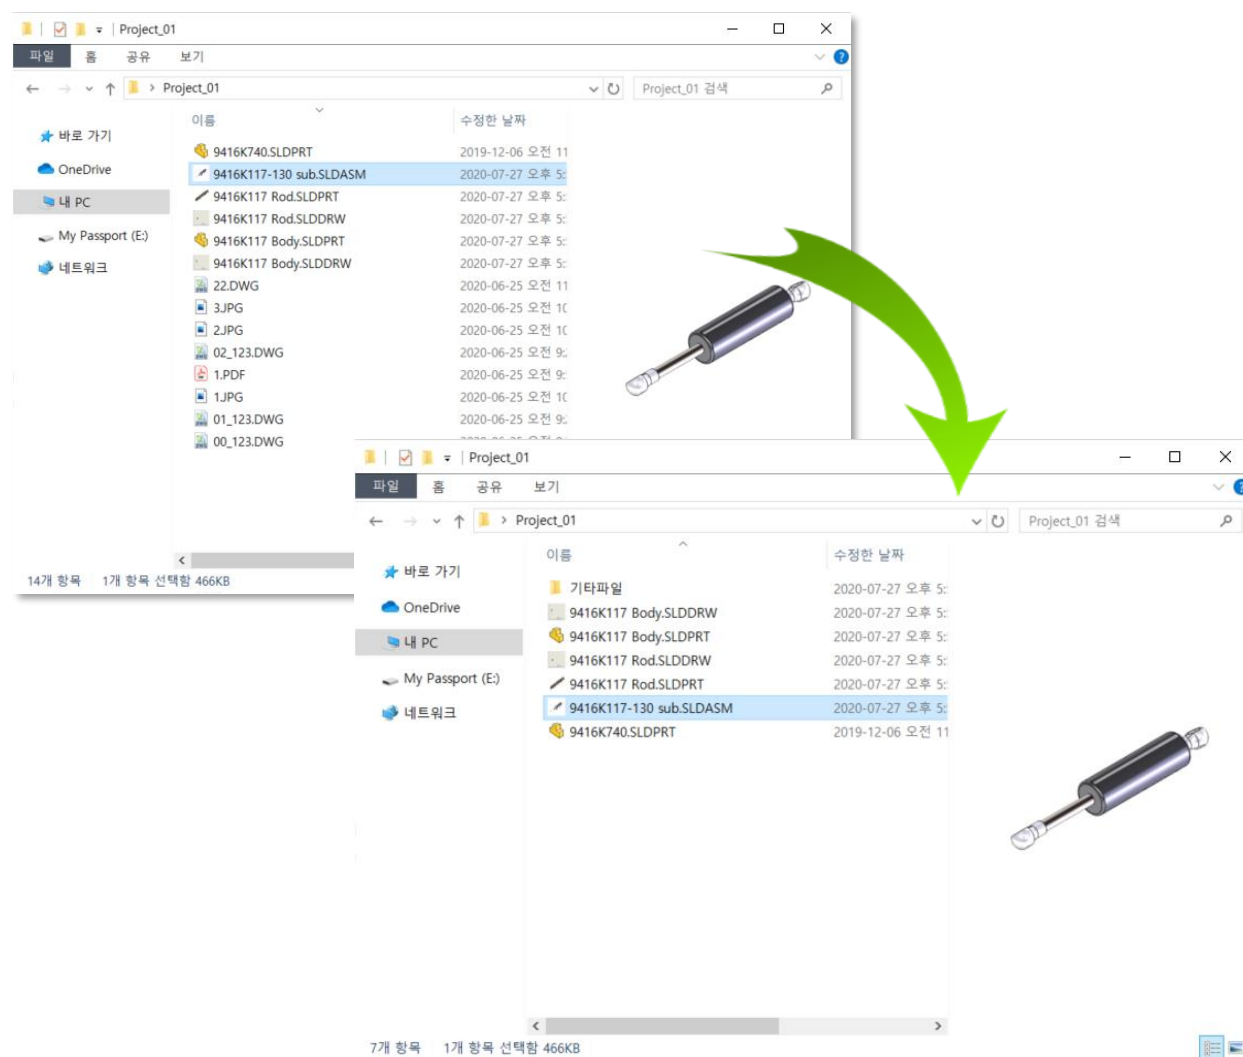 Project_01
파일 홈 공유 보기
Project_01
Project_01 검색
이름 수정한 날짜
바로 가기
OneDrive
내 PC
My Passport (E:)
네트워크
9416K740.SLDPRT 2019-12-06 오전 11
9416K117-130 sub.SLDASM 2020-07-27 오후 5:
9416K117 Rod.SLDPRT 2020-07-27 오후 5:
9416K117 Rod.SLDDRW 2020-07-27 오후 5:
9416K117 Body.SLDPRT 2020-07-27 오후 5:
9416K117 Body.SLDDRW 2020-07-27 오후 5:
22.DWG 2020-06-25 오전 11
3.JPG 2020-06-25 오전 10
2.JPG 2020-06-25 오전 10
02_123.DWG 2020-06-25 오전 9:
1.PDF 2020-06-25 오전 9:
1.JPG 2020-06-25 오전 10
01_123.DWG 2020-06-25 오전 9:
00_123.DWG
14개 항목 1개 항목 선택함 466KB
Project_01
파일 홈 공유 보기
Project_01
Project_01 검색
이름 수정한 날짜
바로 가기
OneDrive
내 PC
My Passport (E:)
네트워크
기타파일 2020-07-27 오후 5:
9416K117 Body.SLDDRW 2020-07-27 오후 5:
9416K117 Body.SLDPRT 2020-07-27 오후 5:
9416K117 Rod.SLDDRW 2020-07-27 오후 5:
9416K117 Rod.SLDPRT 2020-07-27 오후 5:
9416K117-130 sub.SLDASM 2020-07-27 오후 5:
9416K740.SLDPRT 2019-12-06 오전 11
7개 항목 1개 항목 선택함 466KB